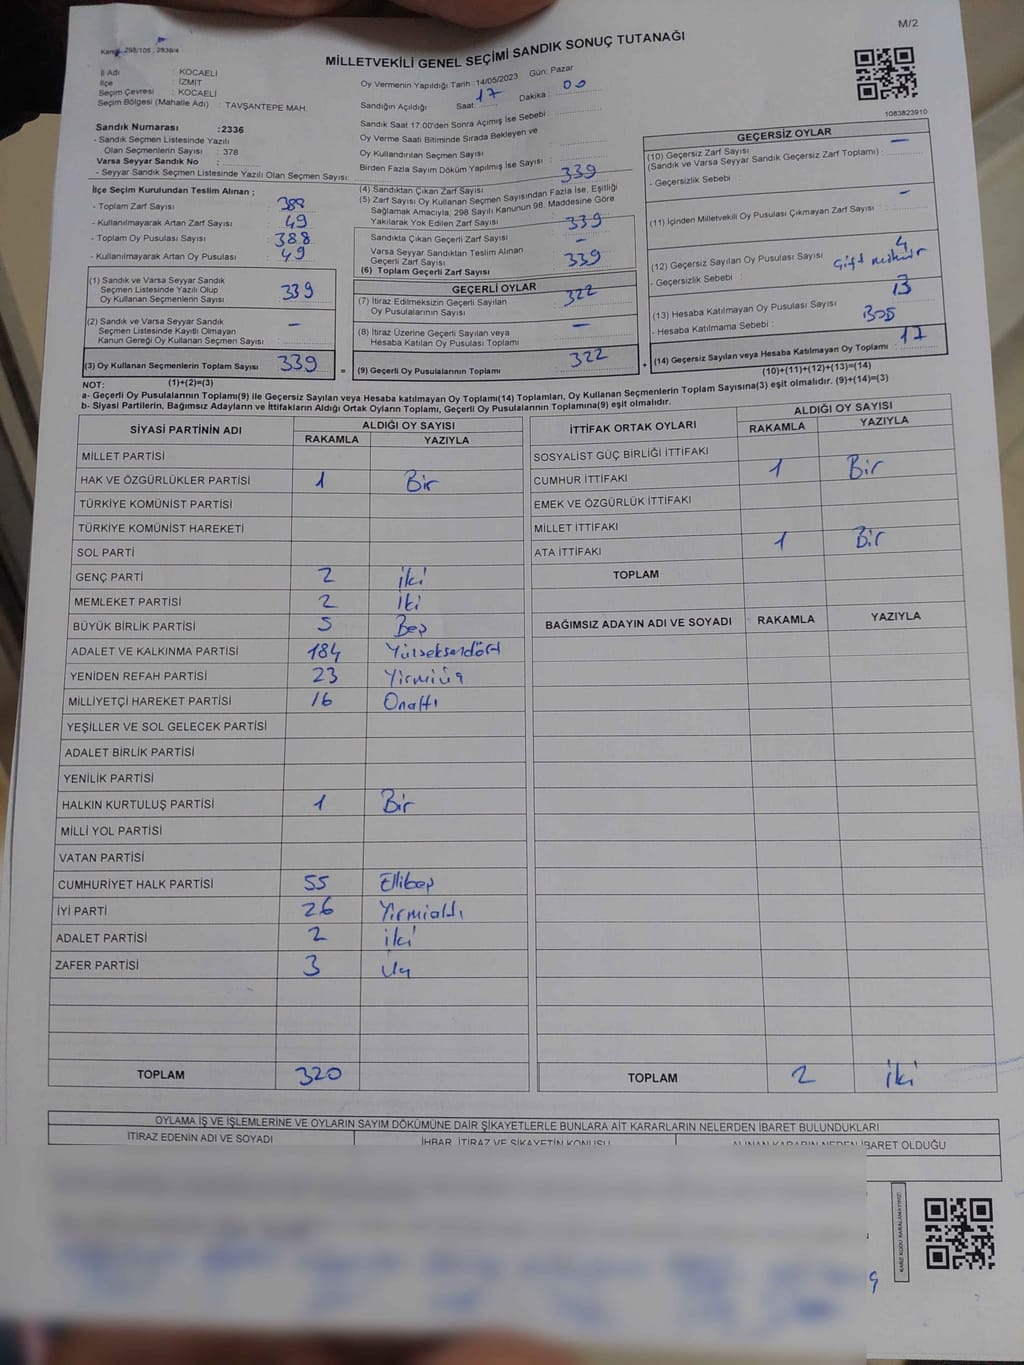 M/2
Kanun 298/105 , 2839/4
MİLLETVEKİLİ GENEL SEÇİMİ SANDIK SONUÇ TUTANAĞI
İl Adı : KOCAELİ
İlçe : İZMİT
Seçim Çevresi : KOCAELİ
Seçim Bölgesi (Mahalle Adı) : TAVŞANTEPE MAH.
Sandık Numarası :2336
- Sandık Seçmen Listesinde Yazılı
Olan Seçmenlerin Sayısı : 378
Varsa Seyyar Sandık No :
- Seyyar Sandık Seçmen Listesinde Yazılı Olan Seçmen Sayısı:
İlçe Seçim Kurulundan Teslim Alınan ;
- Toplam Zarf Sayısı : 388
- Kullanılmayarak Artan Zarf Sayısı : 49
- Toplam Oy Pusulası Sayısı : 388
- Kullanılmayarak Artan Oy Pusulası : 49
(1) Sandık ve Varsa Seyyar Sandık
Seçmen Listesinde Yazılı Olup
Oy Kullanan Seçmenlerin Sayısı : 339
(2) Sandık ve Varsa Seyyar Sandık
Seçmen Listesinde Kayıtlı Olmayan
Kanun Gereği Oy Kullanan Seçmen Sayısı : –
(3) Oy Kullanan Seçmenlerin Toplam Sayısı : 339
Oy Vermenin Yapıldığı Tarih : 14/05/2023 Gün: Pazar
Sandığın Açıldığı Saat: 17 Dakika : 00
Sandık Saat 17.00'den Sonra Açımış İse Sebebi :
Oy Verme Saati Bitiminde Sırada Bekleyen ve
Oy Kullandırılan Seçmen Sayısı :
Birden Fazla Sayım Döküm Yapılmış İse Sayısı :
(4) Sandıktan Çıkan Zarf Sayısı : 339
(5) Zarf Sayısı Oy Kullanan Seçmen Sayısından Fazla İse, Eşitliği
Sağlamak Amacıyla, 298 Sayılı Kanunun 98. Maddesine Göre
Yakılarak Yok Edilen Zarf Sayısı :
Sandıkta Çıkan Geçerli Zarf Sayısı : 339
Varsa Seyyar Sandıktan Teslim Alınan
Geçerli Zarf Sayısı : –
(6) Toplam Geçerli Zarf Sayısı : 339
GEÇERLİ OYLAR
(7) İtiraz Edilmeksizin Geçerli Sayılan
Oy Pusulalarının Sayısı : 322
(8) İtiraz Üzerine Geçerli Sayılan veya
Hesaba Katılan Oy Pusulası Toplamı : –
= (9) Geçerli Oy Pusulalarının Toplamı : 322 +
1083823910
GEÇERSİZ OYLAR
(10) Geçersiz Zarf Sayısı
(Sandık ve Varsa Seyyar Sandık Geçersiz Zarf Toplamı) : –
- Geçersizlik Sebebi :
(11) İçinden Milletvekili Oy Pusulası Çıkmayan Zarf Sayısı : –
(12) Geçersiz Sayılan Oy Pusulası Sayısı : 4
- Geçersizlik Sebebi : Çift mühür
(13) Hesaba Katılmayan Oy Pusulası Sayısı : 13
- Hesaba Katılmama Sebebi : Boş
(14) Geçersiz Sayılan veya Hesaba Katılmayan Oy Toplamı : 17
(10)+(11)+(12)+(13)=(14)
NOT: (1)+(2)=(3)
a- Geçerli Oy Pusulalarının Toplamı(9) ile Geçersiz Sayılan veya Hesaba katılmayan Oy Toplamı(14) Toplamları, Oy Kullanan Seçmenlerin Toplam Sayısına(3) eşit olmalıdır. (9)+(14)=(3)
b- Siyasi Partilerin, Bağımsız Adayların ve İttifakların Aldığı Ortak Oyların Toplamı, Geçerli Oy Pusulalarının Toplamına(9) eşit olmalıdır.
SİYASİ PARTİNİN ADI ALDIĞI OY SAYISI
RAKAMLA YAZIYLA
MİLLET PARTİSİ
HAK VE ÖZGÜRLÜKLER PARTİSİ 1 Bir
TÜRKİYE KOMÜNİST PARTİSİ
TÜRKİYE KOMÜNİST HAREKETİ
SOL PARTİ
GENÇ PARTİ 2 iki
MEMLEKET PARTİSİ 2 iki
BÜYÜK BİRLİK PARTİSİ 5 Beş
ADALET VE KALKINMA PARTİSİ 184 Yüzseksendört
YENİDEN REFAH PARTİSİ 23 Yirmiüç
MİLLİYETÇİ HAREKET PARTİSİ 16 Onaltı
YEŞİLLER VE SOL GELECEK PARTİSİ
ADALET BİRLİK PARTİSİ
YENİLİK PARTİSİ
HALKIN KURTULUŞ PARTİSİ 1 Bir
MİLLİ YOL PARTİSİ
VATAN PARTİSİ
CUMHURİYET HALK PARTİSİ 55 Ellibeş
İYİ PARTİ 26 Yirmialtı
ADALET PARTİSİ 2 iki
ZAFER PARTİSİ 3 Üç
TOPLAM 320
İTTİFAK ORTAK OYLARI ALDIĞI OY SAYISI
RAKAMLA YAZIYLA
SOSYALİST GÜÇ BİRLİĞİ İTTİFAKI
CUMHUR İTTİFAKI 1 Bir
EMEK VE ÖZGÜRLÜK İTTİFAKI
MİLLET İTTİFAKI
ATA İTTİFAKI 1 Bir
TOPLAM
BAĞIMSIZ ADAYIN ADI VE SOYADI RAKAMLA YAZIYLA
TOPLAM 2 iki
OYLAMA İŞ VE İŞLEMLERİNE VE OYLARIN SAYIM DÖKÜMÜNE DAİR ŞİKAYETLERLE BUNLARA AİT KARARLARIN NELERDEN İBARET BULUNDUKLARI
İTİRAZ EDENİN ADI VE SOYADI İHBAR, İTİRAZ VE ŞİKAYETİN KONUSU ALINAN KARARIN NEDEN İBARET OLDUĞU
KARE KODU KARALAMAYINIZ!